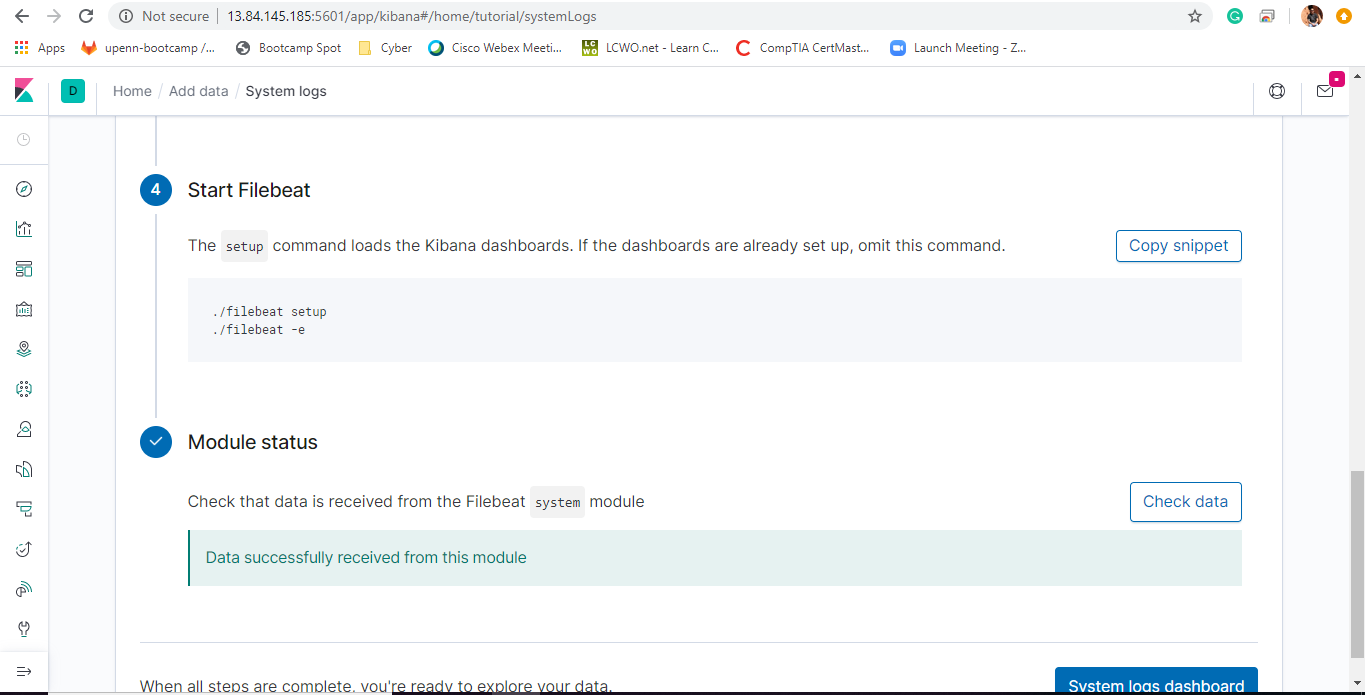 Not secure | 13.84.145.185:5601/app/kibana#/home/tutorial/systemLogs
Apps upenn-bootcamp /... Bootcamp Spot Cyber Cisco Webex Meeti... LC WO LCWO.net - Learn C... CompTIA CertMast... Launch Meeting - Z...
D Home / Add data / System logs
4 Start Filebeat
The setup command loads the Kibana dashboards. If the dashboards are already set up, omit this command.
Copy snippet
./filebeat setup
./filebeat -e
Module status
Check that data is received from the Filebeat system module
Check data
Data successfully received from this module
When all steps are complete, you're ready to explore your data.
System logs dashboard